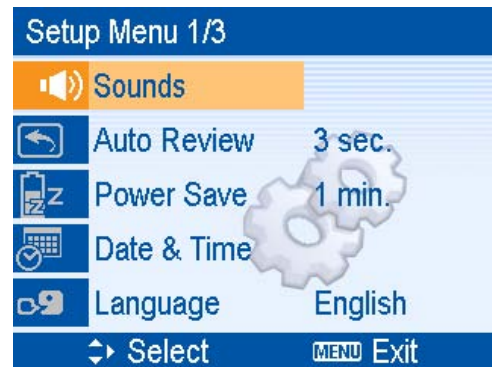 Setup Menu 1/3
Sounds
Auto Review 3 sec.
Power Save 1 min.
Date & Time
Language English
Select MENU Exit